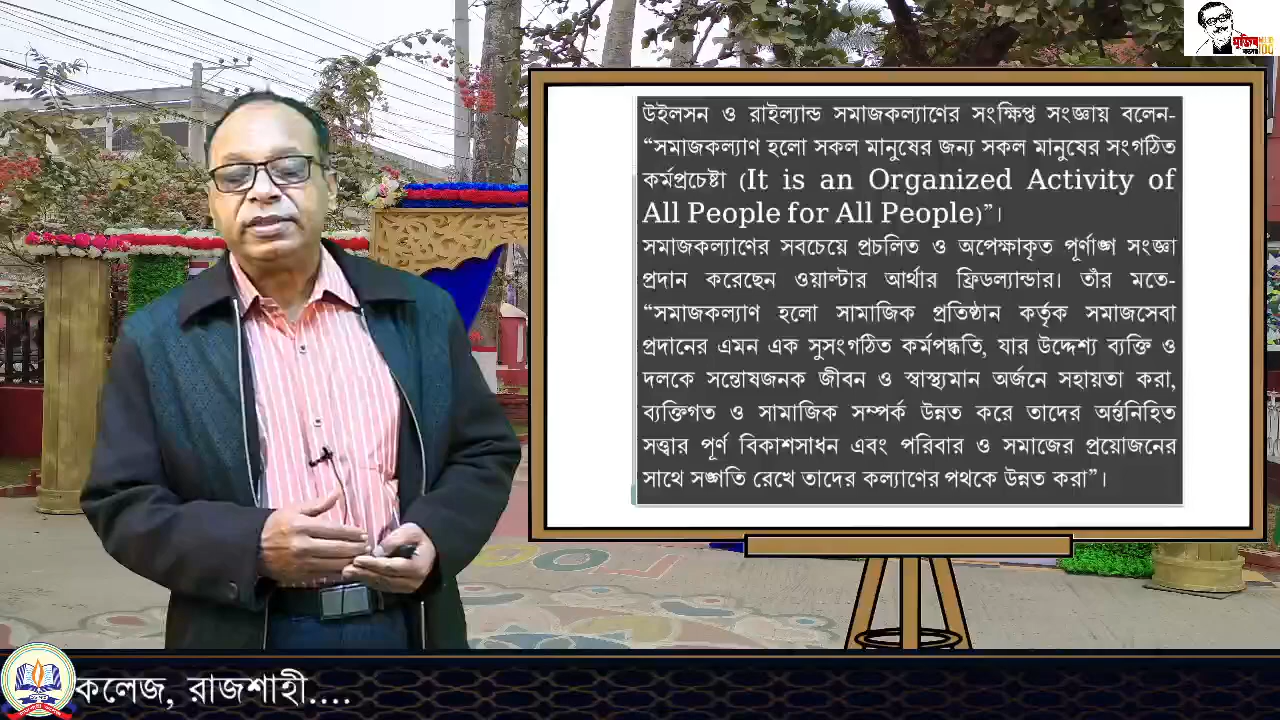 উইলসন ও রাইল্যান্ড সমাজকল্যাণের সংক্ষিপ্ত সংজ্ঞায় বলেন-
“সমাজকল্যাণ হলো সকল মানুষের জন্য সকল মানুষের সংগঠিত
কর্মপ্রচেষ্টা (It is an Organized Activity of
All People for All People)”।
সমাজকল্যাণের সবচেয়ে প্রচলিত ও অপেক্ষাকৃত পূর্ণাঙ্গ সংজ্ঞা
প্রদান করেছেন ওয়াল্টার আর্থার ফ্রিডল্যান্ডার। তাঁর মতে-
“সমাজকল্যাণ হলো সামাজিক প্রতিষ্ঠান কর্তৃক সমাজসেবা
প্রদানের এমন এক সুসংগঠিত কর্মপদ্ধতি, যার উদ্দেশ্য ব্যক্তি ও
দলকে সন্তোষজনক জীবন ও স্বাস্থ্যমান অর্জনে সহায়তা করা,
ব্যক্তিগত ও সামাজিক সম্পর্ক উন্নত করে তাদের অর্ন্তনিহিত
সত্ত্বার পূর্ণ বিকাশসাধন এবং পরিবার ও সমাজের প্রয়োজনের
সাথে সঙ্গতি রেখে তাদের কল্যাণের পথকে উন্নত করা”।
কলেজ, রাজশাহী....